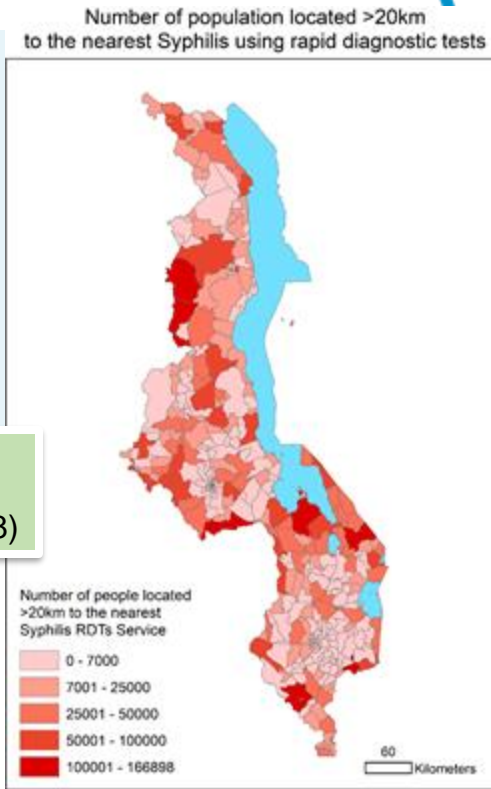 Number of population located >20km
to the nearest Syphilis using rapid diagnostic tests
3)
Number of people located
>20km to the nearest
Syphilis RDTs Service
0 - 7000
7001 - 25000
25001 - 50000
50001 - 100000
100001 - 166898
60
Kilometers